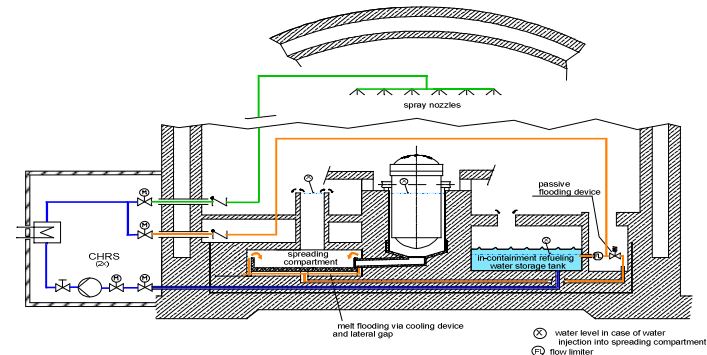 spray nozzles
passive
flooding device
M
M
CHRS
(2x)
M
M
spreading
compartment
in-containment refueling
water storage tank
FL
melt flooding via cooling device
and lateral gap
X water level in case of water
injection into spreading compartment
FL flow limiter